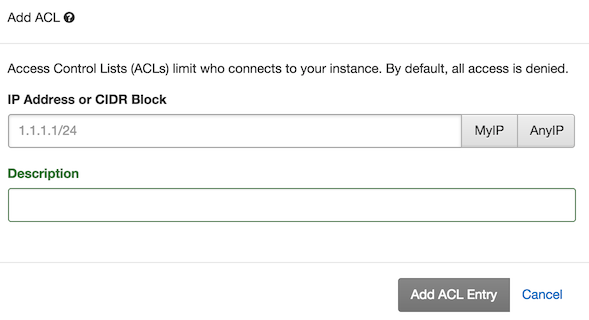 Add ACL ?
Access Control Lists (ACLs) limit who connects to your instance. By default, all access is denied.
IP Address or CIDR Block
1.1.1.1/24 MyIP AnyIP
Description
Add ACL Entry Cancel